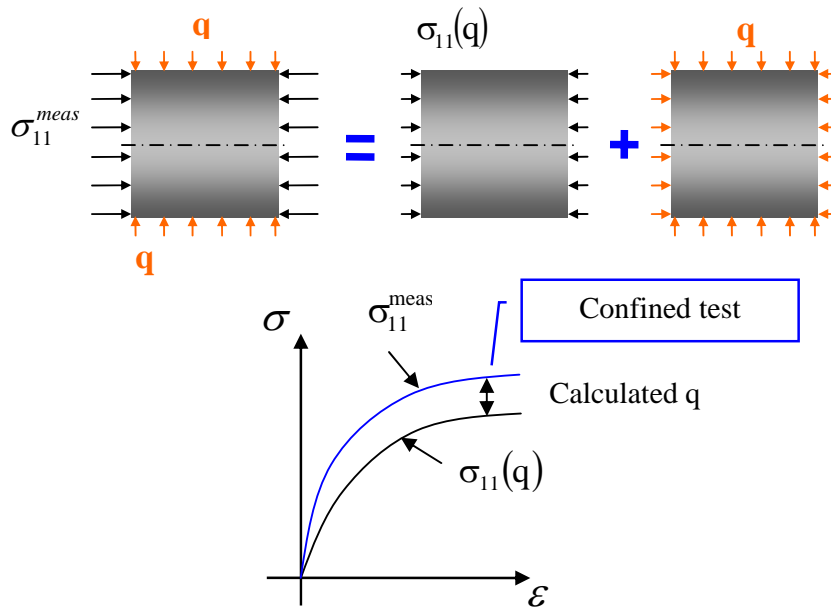 q σ₁₁(q) q
σ₁₁ᵐᵉᵃˢ = +
q
σ σ₁₁ᵐᵉᵃˢ Confined test
Calculated q
σ₁₁(q)
ε